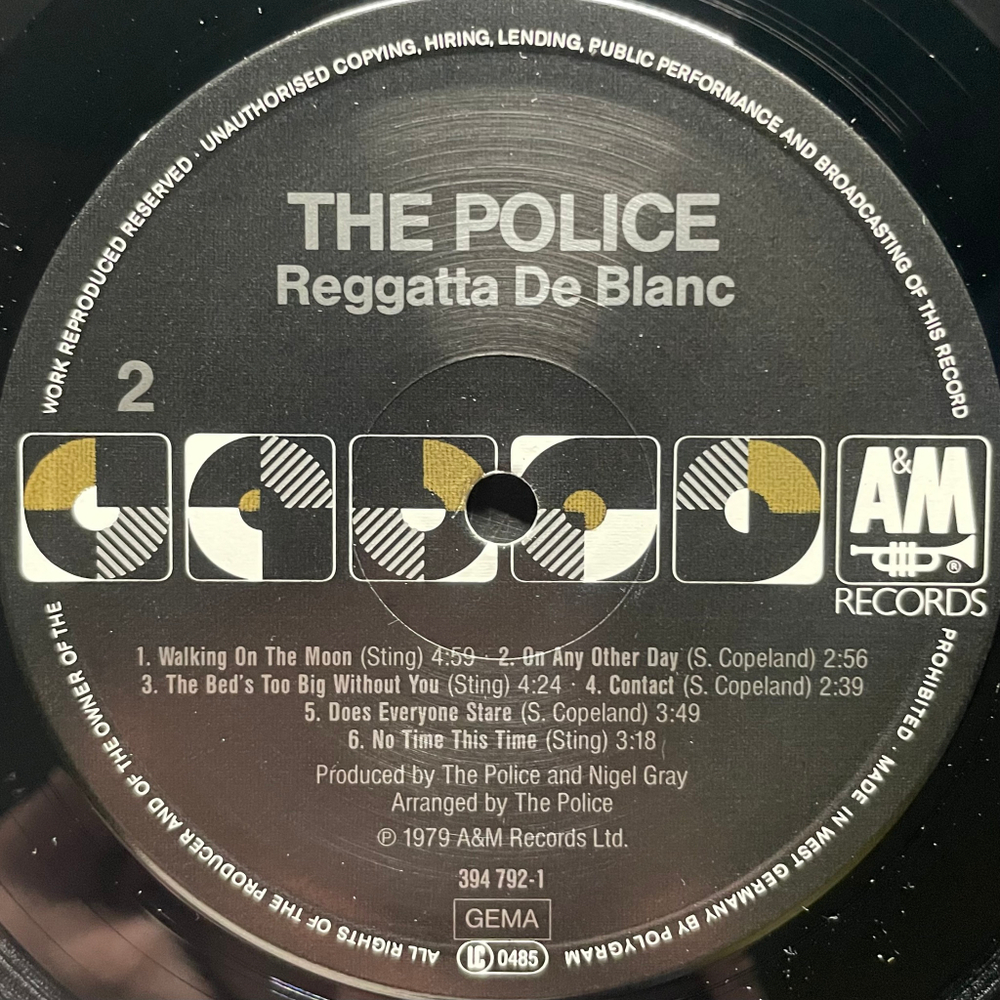 ALL RIGHTS OF THE PRODUCER AND OF THE OWNER OF THE WORK REPRODUCED RESERVED · UNAUTHORISED COPYING, HIRING, LENDING, PUBLIC PERFORMANCE AND BROADCASTING OF THIS RECORD PROHIBITED · MADE IN WEST GERMANY BY POLYGRAM
THE POLICE
Reggatta De Blanc
2
A&M
®
RECORDS
1. Walking On The Moon (Sting) 4:59 · 2. On Any Other Day (S. Copeland) 2:56
3. The Bed's Too Big Without You (Sting) 4:24 · 4. Contact (S. Copeland) 2:39
5. Does Everyone Stare (S. Copeland) 3:49
6. No Time This Time (Sting) 3:18
Produced by The Police and Nigel Gray
Arranged by The Police
℗ 1979 A&M Records Ltd.
394 792-1
GEMA
LC 0485